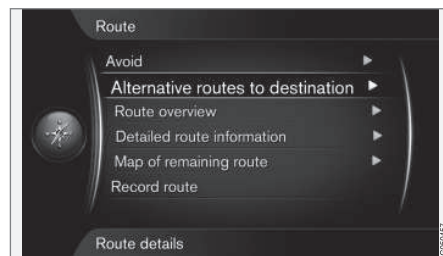 Route
Avoid
Alternative routes to destination
Route overview
Detailed route information
Map of remaining route
Record route
Route details